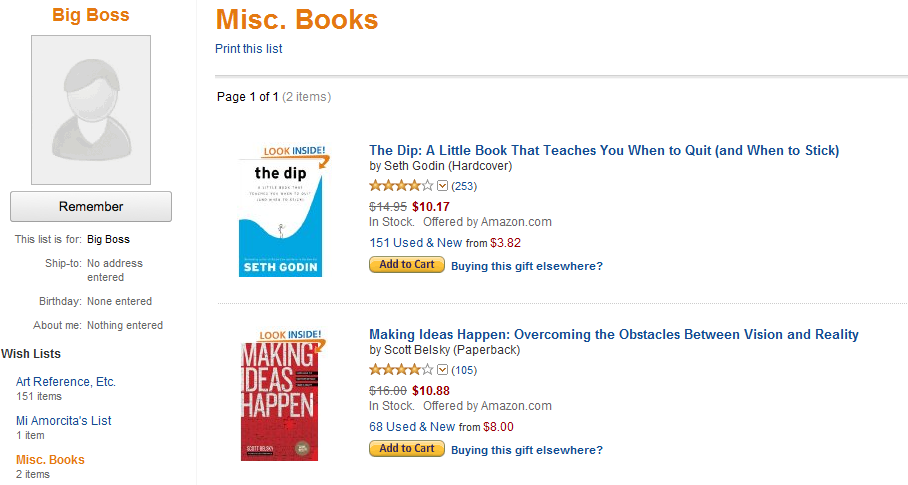 Big Boss
Remember
This list is for: Big Boss
Ship-to: No address
entered
Birthday: None entered
About me: Nothing entered
Wish Lists
Art Reference, Etc.
151 items
Mi Amorcita's List
1 item
Misc. Books
2 items
Misc. Books
Print this list
Page 1 of 1 (2 items)
LOOK INSIDE!
the dip
A LITTLE BOOK THAT
TEACHES YOU WHEN TO QUIT
(AND WHEN TO STICK)
SETH GODIN
The Dip: A Little Book That Teaches You When to Quit (and When to Stick)
by Seth Godin (Hardcover)
(253)
$14.95 $10.17
In Stock. Offered by Amazon.com
151 Used & New from $3.82
Add to Cart Buying this gift elsewhere?
LOOK INSIDE!
MAKING
IDEAS
HAPPEN
SCOTT BELSKY
Making Ideas Happen: Overcoming the Obstacles Between Vision and Reality
by Scott Belsky (Paperback)
(105)
$16.00 $10.88
In Stock. Offered by Amazon.com
68 Used & New from $8.00
Add to Cart Buying this gift elsewhere?